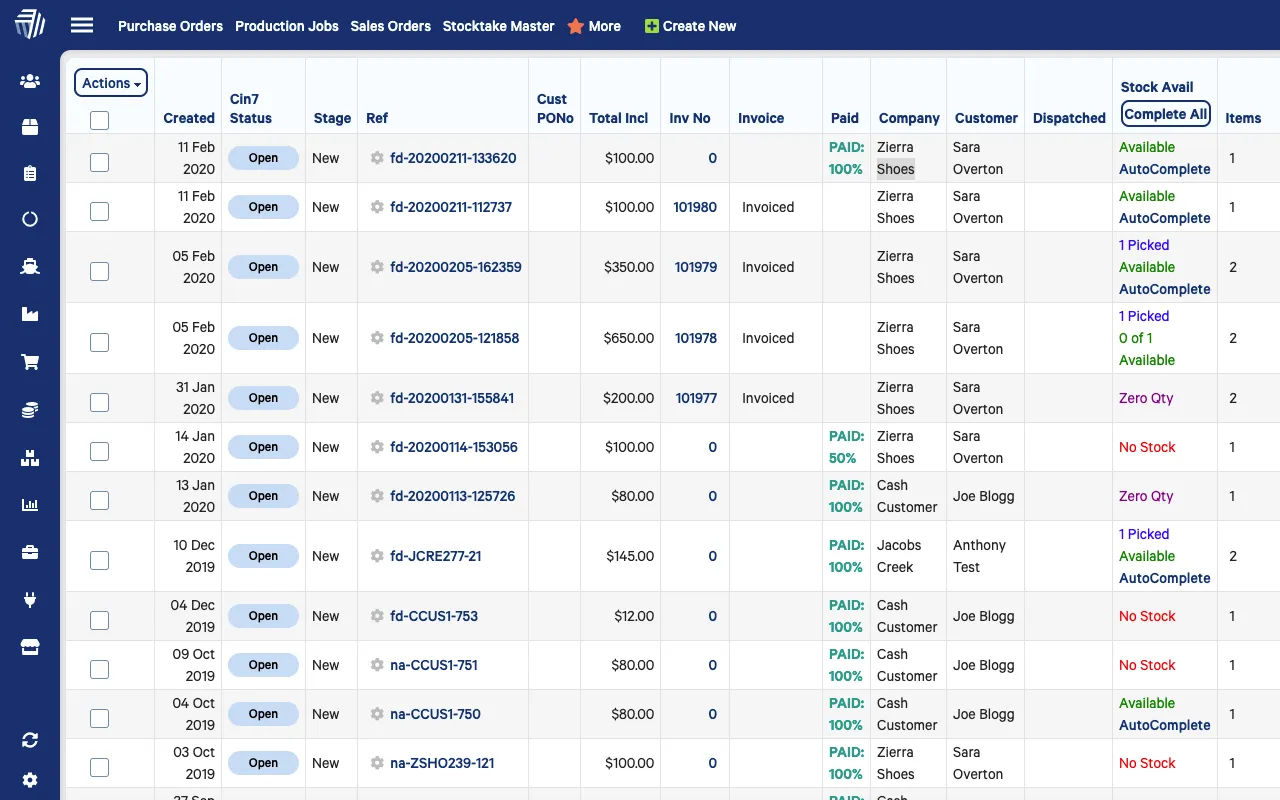 Purchase Orders Production Jobs Sales Orders Stocktake Master More Create New
Actions
Created Cin7 Status Stage Ref Cust PONo Total Incl Inv No Invoice Paid Company Customer Dispatched Stock Avail Complete All Items
11 Feb 2020 Open New fd-20200211-133620 $100.00 0 PAID: 100% Zierra Shoes Sara Overton Available AutoComplete 1
11 Feb 2020 Open New fd-20200211-112737 $100.00 101980 Invoiced Zierra Shoes Sara Overton Available AutoComplete 1
05 Feb 2020 Open New fd-20200205-162359 $350.00 101979 Invoiced Zierra Shoes Sara Overton 1 Picked Available AutoComplete 2
05 Feb 2020 Open New fd-20200205-121858 $650.00 101978 Invoiced Zierra Shoes Sara Overton 1 Picked 0 of 1 Available 2
31 Jan 2020 Open New fd-20200131-155841 $200.00 101977 Invoiced Zierra Shoes Sara Overton Zero Qty 2
14 Jan 2020 Open New fd-20200114-153056 $100.00 0 PAID: 50% Zierra Shoes Sara Overton No Stock 1
13 Jan 2020 Open New fd-20200113-125726 $80.00 0 PAID: 100% Cash Customer Joe Blogg Zero Qty 1
10 Dec 2019 Open New fd-JCRE277-21 $145.00 0 PAID: 100% Jacobs Creek Anthony Test 1 Picked Available AutoComplete 2
04 Dec 2019 Open New fd-CCUS1-753 $12.00 0 PAID: 100% Cash Customer Joe Blogg No Stock 1
09 Oct 2019 Open New na-CCUS1-751 $80.00 0 PAID: 100% Cash Customer Joe Blogg No Stock 1
04 Oct 2019 Open New na-CCUS1-750 $80.00 0 PAID: 100% Cash Customer Joe Blogg Available AutoComplete 1
03 Oct 2019 Open New na-ZSHO239-121 $100.00 0 PAID: 100% Zierra Shoes Sara Overton No Stock 1